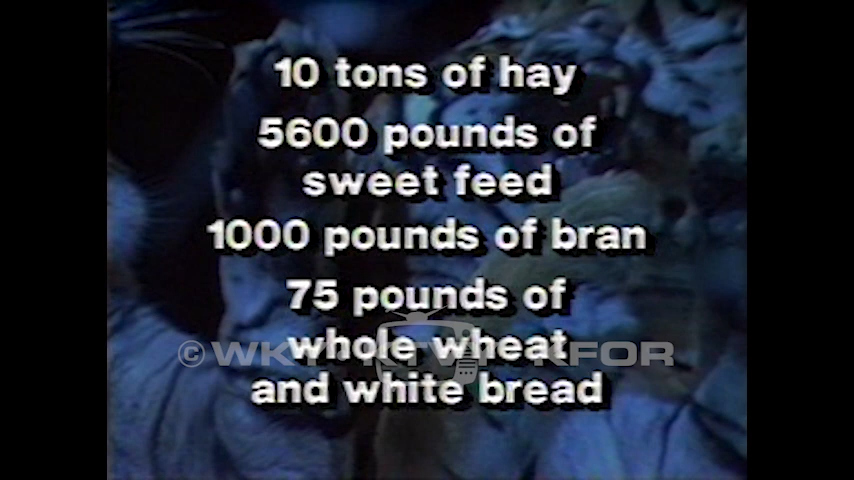 10 tons of hay
5600 pounds of
sweet feed
1000 pounds of bran
75 pounds of
whole wheat
and white bread